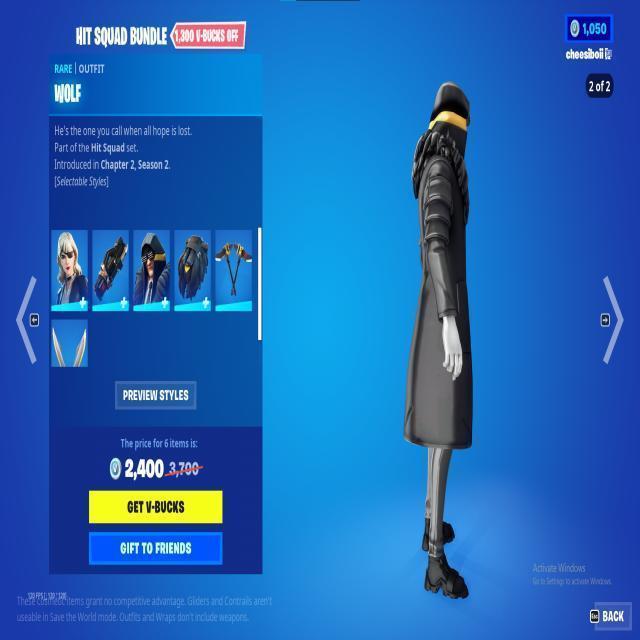 HIT SQUAD BUNDLE 1,300 V-BUCKS OFF
1,050
cheesiboii
2 of 2
RARE | OUTFIT
WOLF
He's the one you call when all hope is lost.
Part of the Hit Squad set.
Introduced in Chapter 2, Season 2.
[Selectable Styles]
PREVIEW STYLES
The price for 6 items is:
2,400 3,700
GET V-BUCKS
GIFT TO FRIENDS
Activate Windows
Go to Settings to activate Windows.
These cosmetic items grant no competitive advantage. Gliders and Contrails aren't
useable in Save the World mode. Outfits and Wraps don't include weapons.
Esc BACK